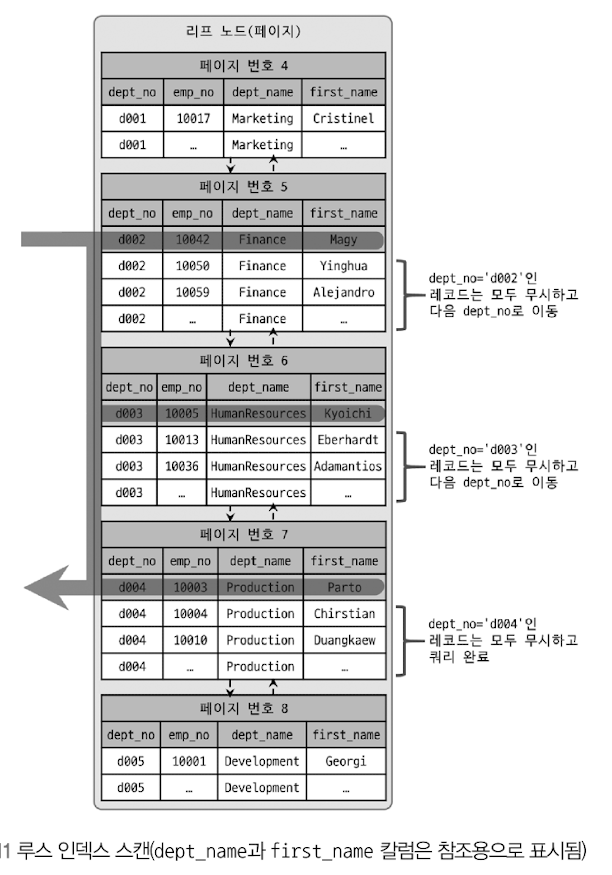 리프 노드(페이지)
페이지 번호 4
dept_no emp_no dept_name first_name
d001 10017 Marketing Cristinel
d001 … Marketing …
페이지 번호 5
dept_no emp_no dept_name first_name
d002 10042 Finance Magy
d002 10050 Finance Yinghua
d002 10059 Alejandro Finance
d002 … Finance …
dept_no='d002'인
레코드는 모두 무시하고
다음 dept_no로 이동
페이지 번호 6
dept_no emp_no dept_name first_name
d003 10005 HumanResources Kyoichi
d003 10013 HumanResources Eberhardt
d003 10036 HumanResources Adamantios
d003 … HumanResources …
dept_no='d003'인
레코드는 모두 무시하고
다음 dept_no로 이동
페이지 번호 7
dept_no emp_no dept_name first_name
d004 10003 Production Parto
d004 10004 Production Chirstian
d004 10010 Production Duangkaew
d004 … Production …
dept_no='d004'인
레코드는 모두 무시하고
쿼리 완료
페이지 번호 8
dept_no emp_no dept_name first_name
d005 10001 Development Georgi
d005 … Development …
11 루스 인덱스 스캔(dept_name과 first_name 칼럼은 참조용으로 표시됨)